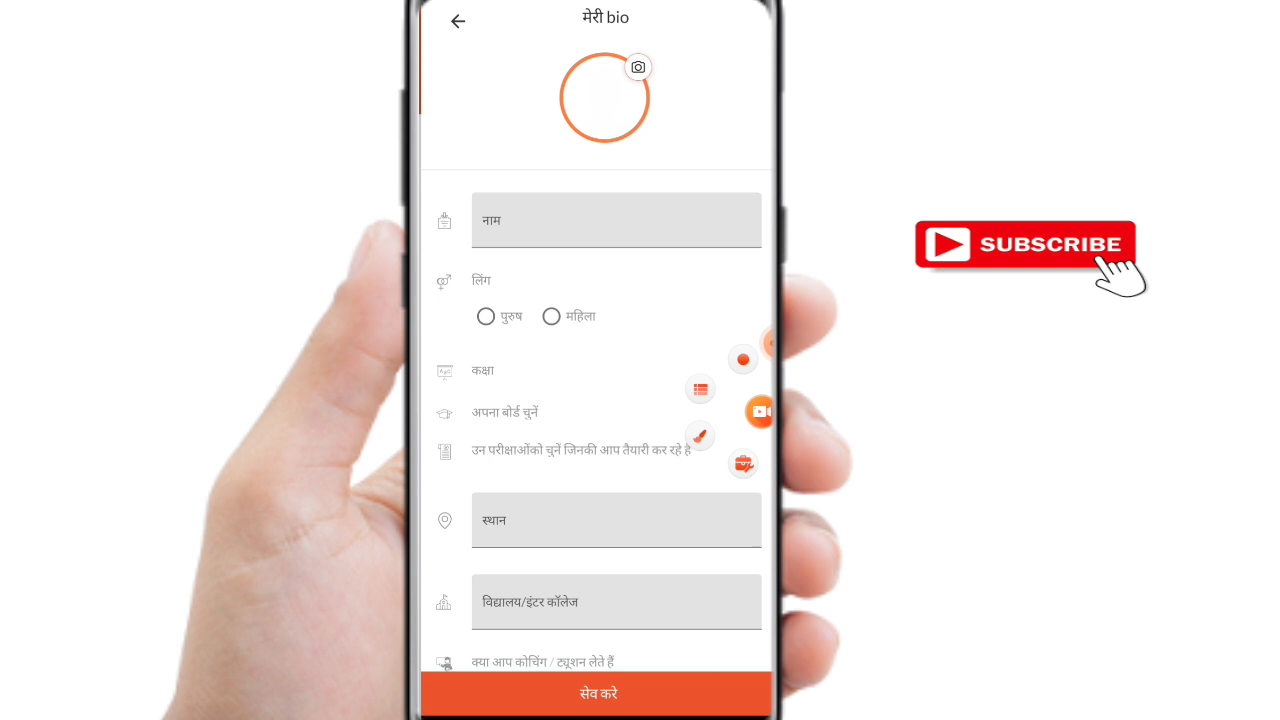 मेरी bio
नाम
लिंग
पुरुष महिला
कक्षा
अपना बोर्ड चुनें
उन परीक्षाओंको चुनें जिनकी आप तैयारी कर रहे है
स्थान
विद्यालय/इंटर कॉलेज
क्या आप कोचिंग / ट्यूशन लेते हैं
सेव करे
SUBSCRIBE